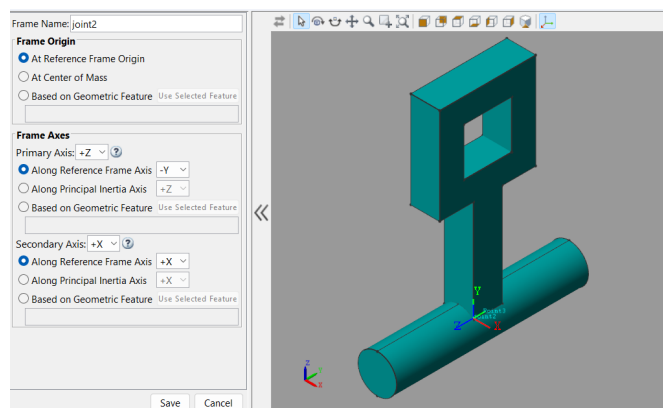 Frame Name: joint2
Frame Origin
At Reference Frame Origin
At Center of Mass
Based on Geometric Feature Use Selected Feature
Frame Axes
Primary Axis: +Z ?
Along Reference Frame Axis -Y
Along Principal Inertia Axis +Z
Based on Geometric Feature Use Selected Feature
Secondary Axis: +X ?
Along Reference Frame Axis +X
Along Principal Inertia Axis +X
Based on Geometric Feature Use Selected Feature
Save Cancel
Y
Z X
joint2
Z
Y
X